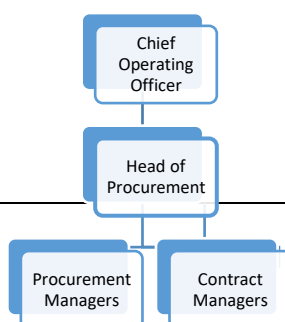 Chief
Operating
Officer
Head of
Procurement
Procurement
Managers
Contract
Managers